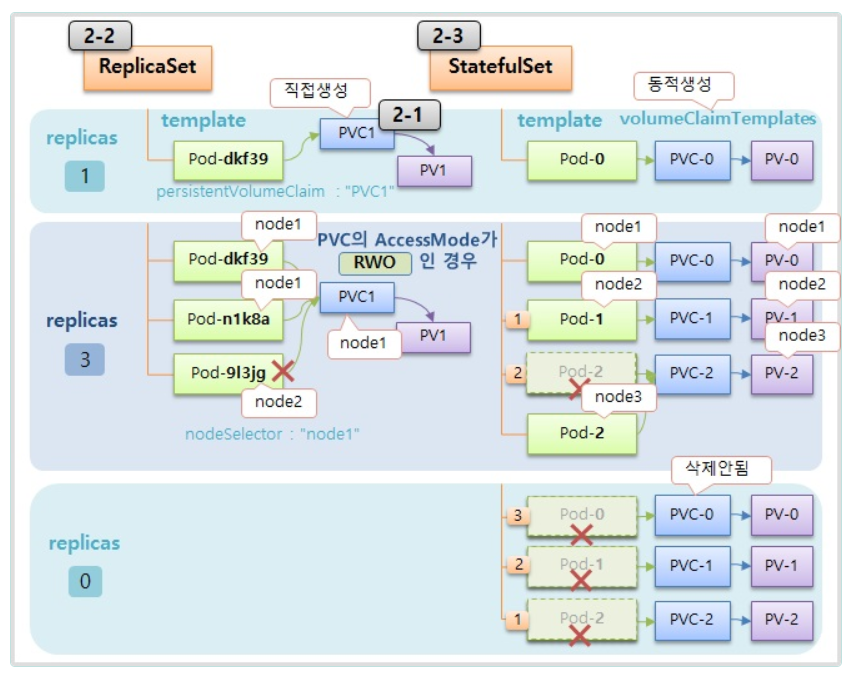 2-2
ReplicaSet
2-3
StatefulSet
replicas
1
template
직접생성
2-1
Pod-dkf39
PVC1
PV1
persistentVolumeClaim : "PVC1"
template
동적생성
volumeClaimTemplates
Pod-0
PVC-0
PV-0
replicas
3
node1
Pod-dkf39
node1
Pod-n1k8a
Pod-9l3jg
node2
nodeSelector : "node1"
PVC의 AccessMode가
RWO 인 경우
PVC1
node1
PV1
node1
node1
Pod-0
PVC-0
PV-0
node2
node2
1
Pod-1
PVC-1
PV-1
node3
2
Pod-2
PVC-2
PV-2
node3
Pod-2
replicas
0
삭제안됨
3
Pod-0
PVC-0
PV-0
2
Pod-1
PVC-1
PV-1
1
Pod-2
PVC-2
PV-2